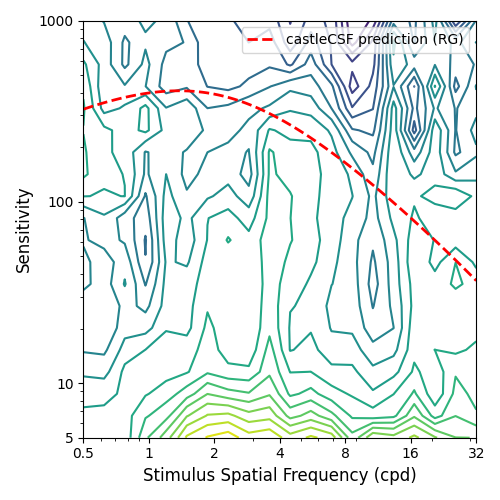 1000
castleCSF prediction (RG)
Sensitivity
100
10
5
0.5 1 2 4 8 16 32
Stimulus Spatial Frequency (cpd)